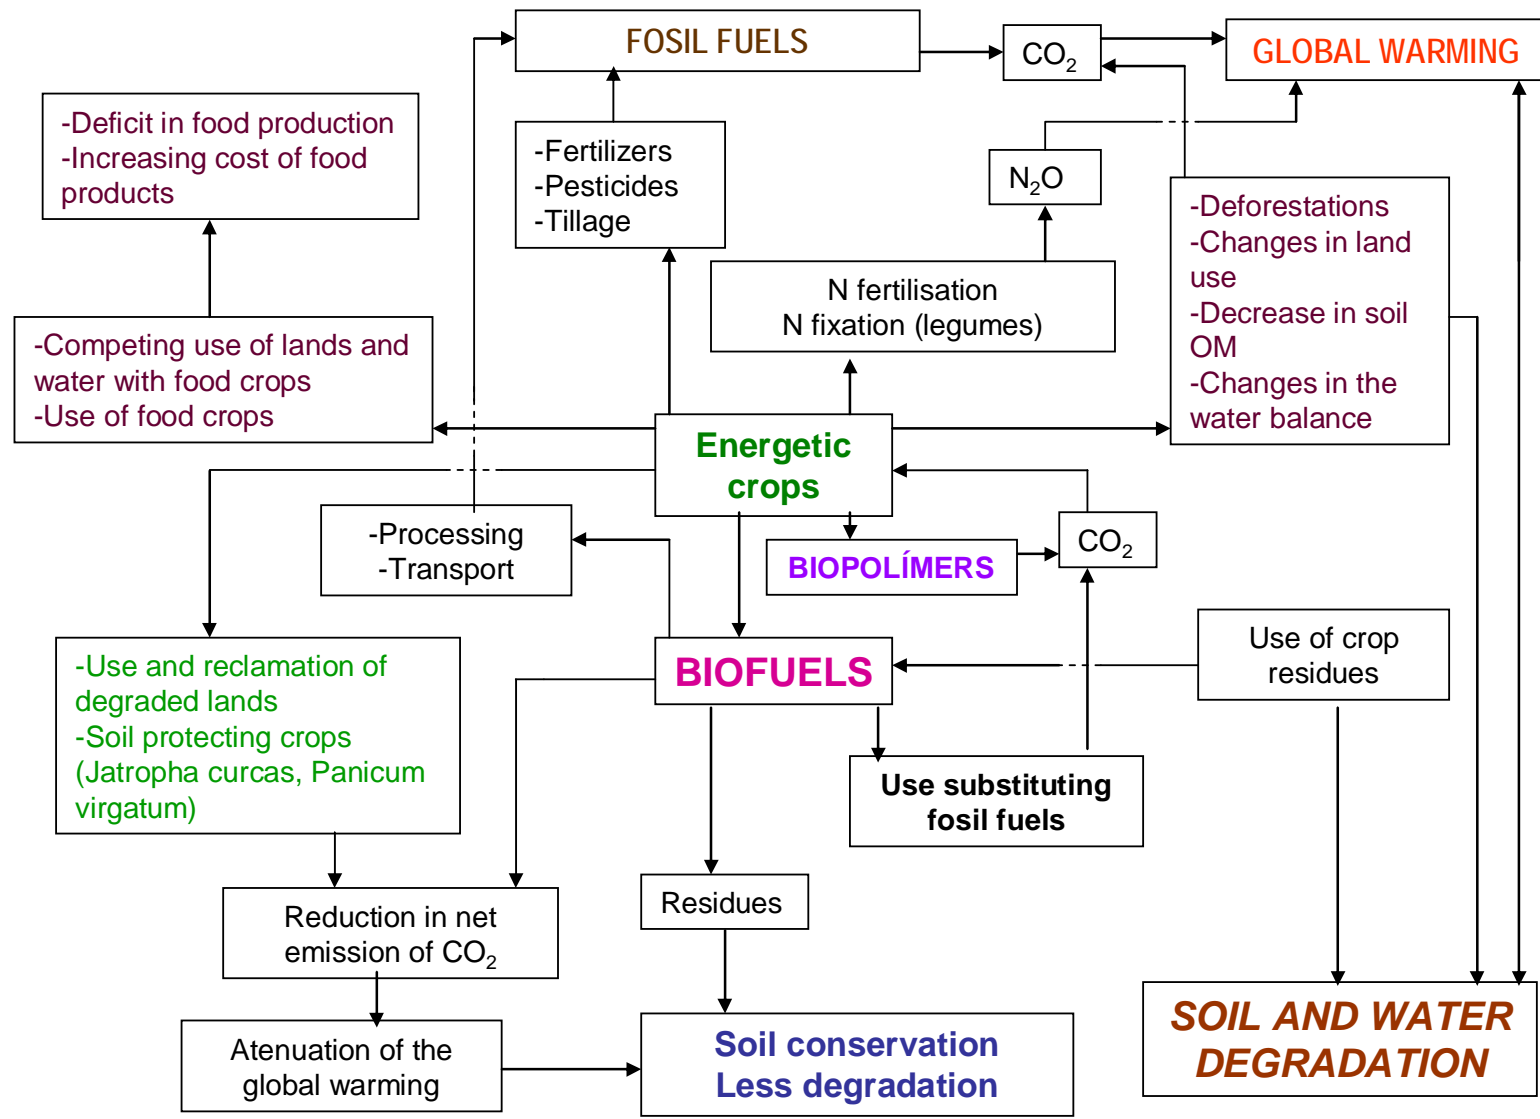 FOSIL FUELS
CO₂
GLOBAL WARMING
-Deficit in food production
-Increasing cost of food
products
-Fertilizers
-Pesticides
-Tillage
N₂O
-Deforestations
-Changes in land
use
-Decrease in soil
OM
-Changes in the
water balance
N fertilisation
N fixation (legumes)
-Competing use of lands and
water with food crops
-Use of food crops
Energetic
crops
-Processing
-Transport
BIOPOLÍMERS
CO₂
-Use and reclamation of
degraded lands
-Soil protecting crops
(Jatropha curcas, Panicum
virgatum)
BIOFUELS
Use of crop
residues
Use substituting
fosil fuels
Reduction in net
emission of CO₂
Residues
Atenuation of the
global warming
Soil conservation
Less degradation
SOIL AND WATER
DEGRADATION